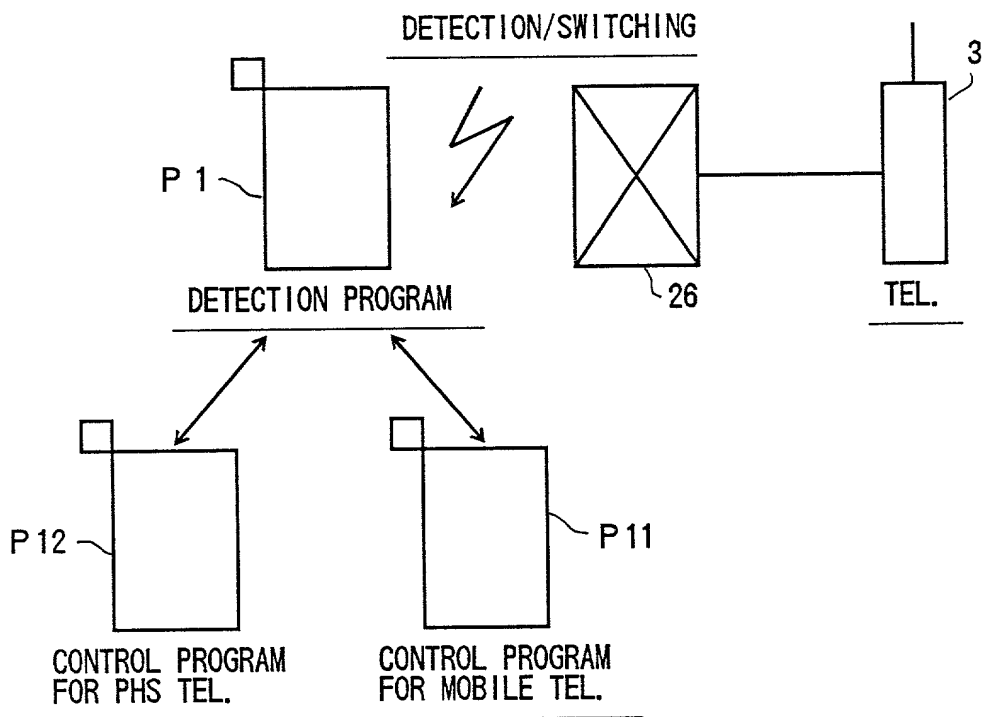 DETECTION/SWITCHING
3
P 1
26
DETECTION PROGRAM
TEL.
P 12
P 11
CONTROL PROGRAM
FOR PHS TEL.
CONTROL PROGRAM
FOR MOBILE TEL.